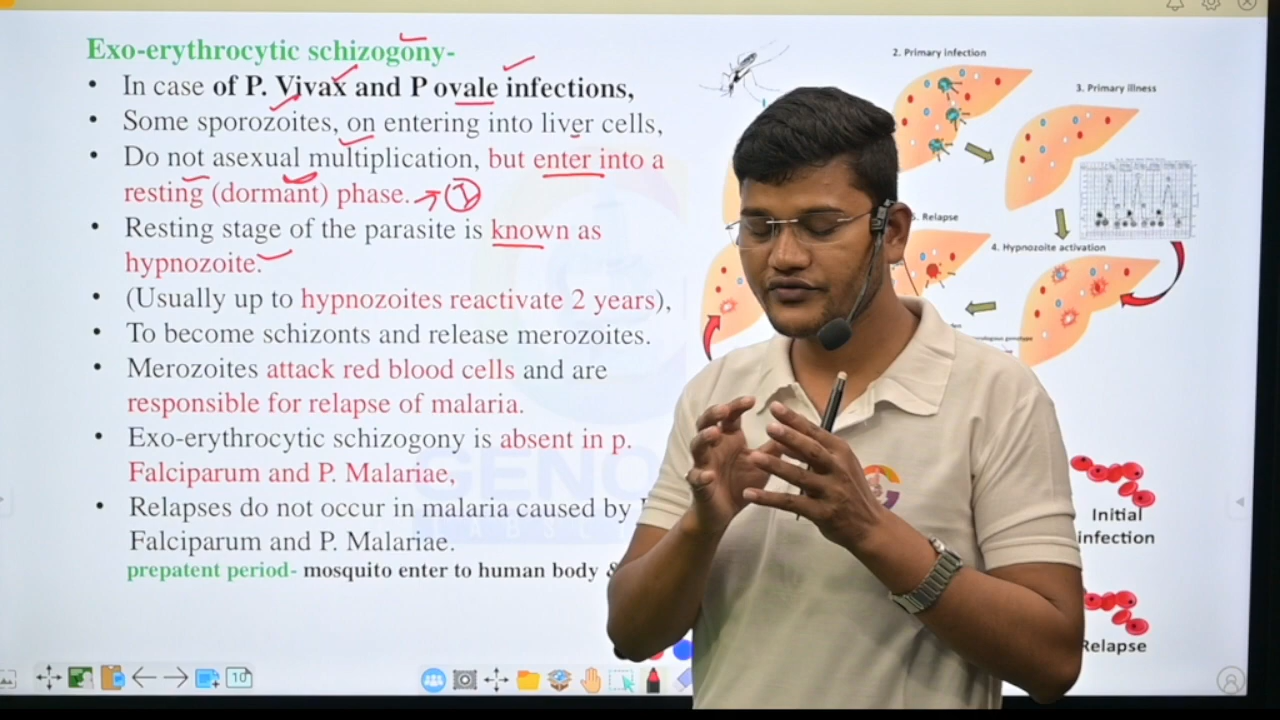 Exo-erythrocytic schizogony-
• In case of P. Vivax and P ovale infections,
• Some sporozoites, on entering into liver cells,
• Do not asexual multiplication, but enter into a
resting (dormant) phase.
• Resting stage of the parasite is known as
hypnozoite.
• (Usually up to hypnozoites reactivate 2 years),
• To become schizonts and release merozoites.
• Merozoites attack red blood cells and are
responsible for relapse of malaria.
• Exo-erythrocytic schizogony is absent in p.
Falciparum and P. Malariae,
• Relapses do not occur in malaria caused by
Falciparum and P. Malariae.
prepatent period- mosquito enter to human body &
2. Primary infection
3. Primary illness
4. Hypnozoite activation
5. Relapse
Initial
infection
Relapse
10